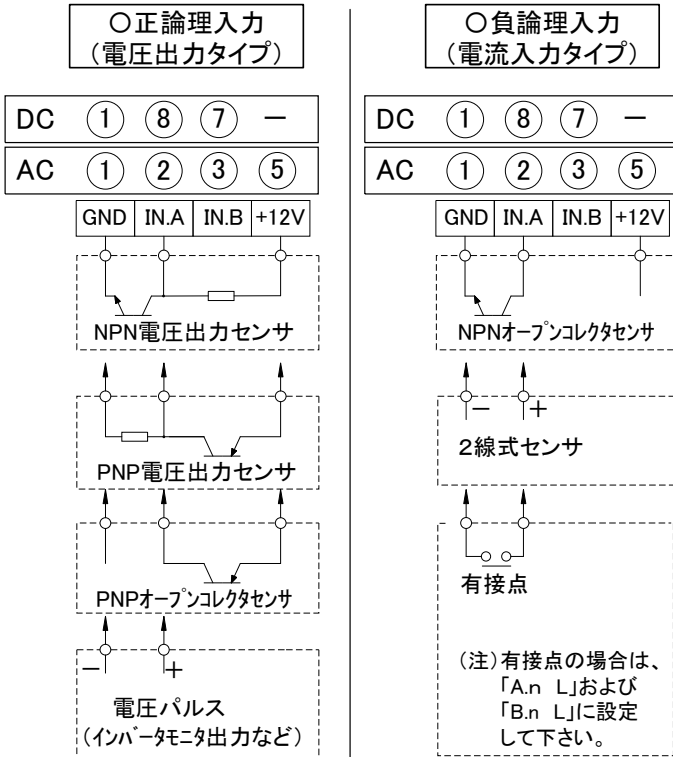 ○正論理入力
(電圧出力タイプ)
DC ① ⑧ ⑦ −
AC ① ② ③ ⑤
GND IN.A IN.B +12V
NPN電圧出力センサ
PNP電圧出力センサ
PNPオープンコレクタセンサ
− +
電圧パルス
(インバータモニタ出力など)
○負論理入力
(電流入力タイプ)
DC ① ⑧ ⑦ −
AC ① ② ③ ⑤
GND IN.A IN.B +12V
NPNオープンコレクタセンサ
− +
2線式センサ
有接点
(注)有接点の場合は、
「A.n L」および
「B.n L」に設定
して下さい。